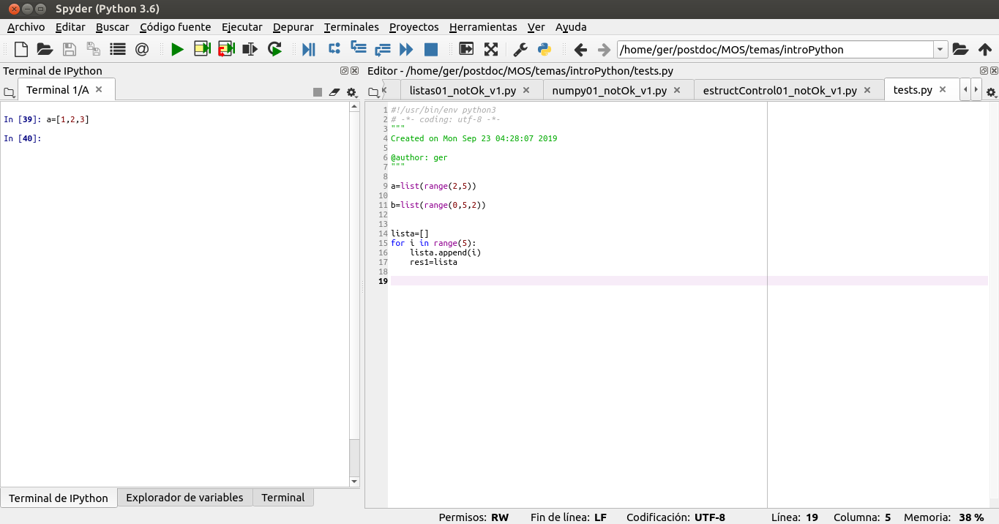 Spyder (Python 3.6)
Archivo Editar Buscar Código fuente Ejecutar Depurar Terminales Proyectos Herramientas Ver Ayuda
/home/ger/postdoc/MOS/temas/introPython
Terminal de IPython
Terminal 1/A
In [39]: a=[1,2,3]
In [40]:
Terminal de IPython Explorador de variables Terminal
Editor - /home/ger/postdoc/MOS/temas/introPython/tests.py
listas01_notOk_v1.py numpy01_notOk_v1.py estructControl01_notOk_v1.py tests.py
1 #!/usr/bin/env python3
2 # -*- coding: utf-8 -*-
3 """
4 Created on Mon Sep 23 04:28:07 2019
5
6 @author: ger
7 """
8
9 a=list(range(2,5))
10
11 b=list(range(0,5,2))
12
13
14 lista=[]
15 for i in range(5):
16     lista.append(i)
17     res1=lista
18
19
Permisos: RW Fin de línea: LF Codificación: UTF-8 Línea: 19 Columna: 5 Memoria: 38 %